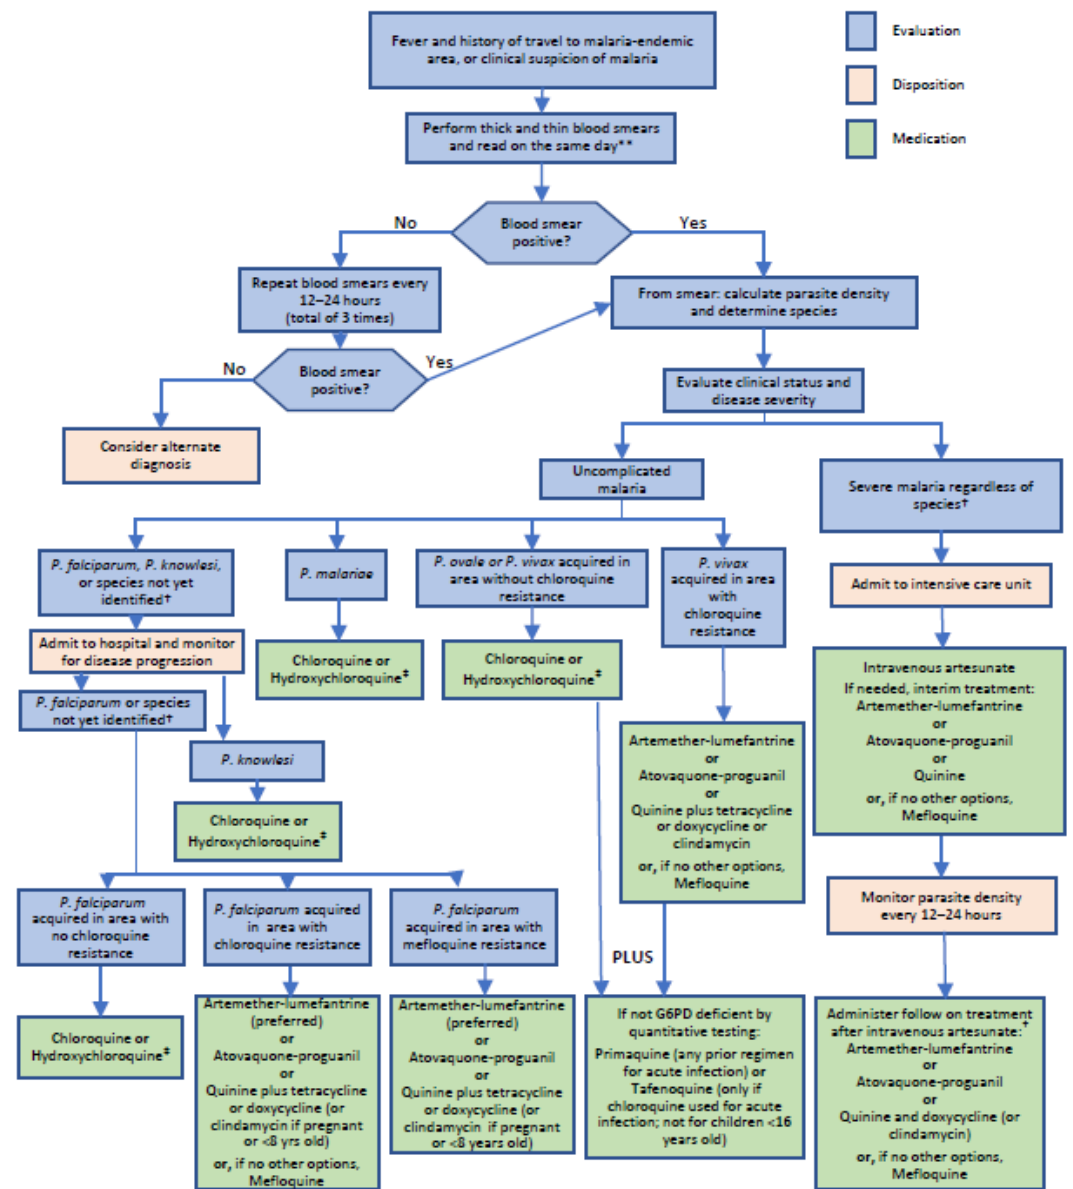 Fever and history of travel to malaria-endemic
area, or clinical suspicion of malaria
Evaluation
Disposition
Medication
Perform thick and thin blood smears
and read on the same day**
Blood smear
positive?
No
Yes
Repeat blood smears every
12–24 hours
(total of 3 times)
From smear: calculate parasite density
and determine species
Blood smear
positive?
No
Yes
Consider alternate
diagnosis
Evaluate clinical status and
disease severity
Uncomplicated
malaria
Severe malaria regardless of
species†
P. falciparum, P. knowlesi,
or species not yet
identified†
P. malariae
P. ovale or P. vivax acquired in
area without chloroquine
resistance
P. vivax
acquired in area
with
chloroquine
resistance
Admit to intensive care unit
Admit to hospital and monitor
for disease progression
Chloroquine or
Hydroxychloroquine‡
Chloroquine or
Hydroxychloroquine‡
P. falciparum or species
not yet identified†
P. knowlesi
Chloroquine or
Hydroxychloroquine‡
Artemether-lumefantrine
or
Atovaquone-proguanil
or
Quinine plus tetracycline
or doxycycline or
clindamycin
or, if no other options,
Mefloquine
Intravenous artesunate
If needed, interim treatment:
Artemether-lumefantrine
or
Atovaquone-proguanil
or
Quinine
or, if no other options,
Mefloquine
Monitor parasite density
every 12–24 hours
P. falciparum
acquired in area with
no chloroquine
resistance
P. falciparum acquired
in area with
chloroquine resistance
P. falciparum
acquired in area with
mefloquine resistance
PLUS
Chloroquine or
Hydroxychloroquine‡
Artemether-lumefantrine
(preferred)
or
Atovaquone-proguanil
or
Quinine plus tetracycline
or doxycycline (or
clindamycin if pregnant
or <8 yrs old)
or, if no other options,
Mefloquine
Artemether-lumefantrine
(preferred) or
or
Atovaquone-proguanil
or
Quinine plus tetracycline
or doxycycline (or
clindamycin if pregnant
or <8 years old)
If not G6PD deficient by
quantitative testing:
Primaquine (any prior regimen
for acute infection) or
Tafenoquine (only if
chloroquine used for acute
infection; not for children <16
years old)
Administer follow on treatment
after intravenous artesunate:†
Artemether-lumefantrine
or
Atovaquone-proguanil
or
Quinine and doxycycline (or
clindamycin)
or, if no other options,
Mefloquine